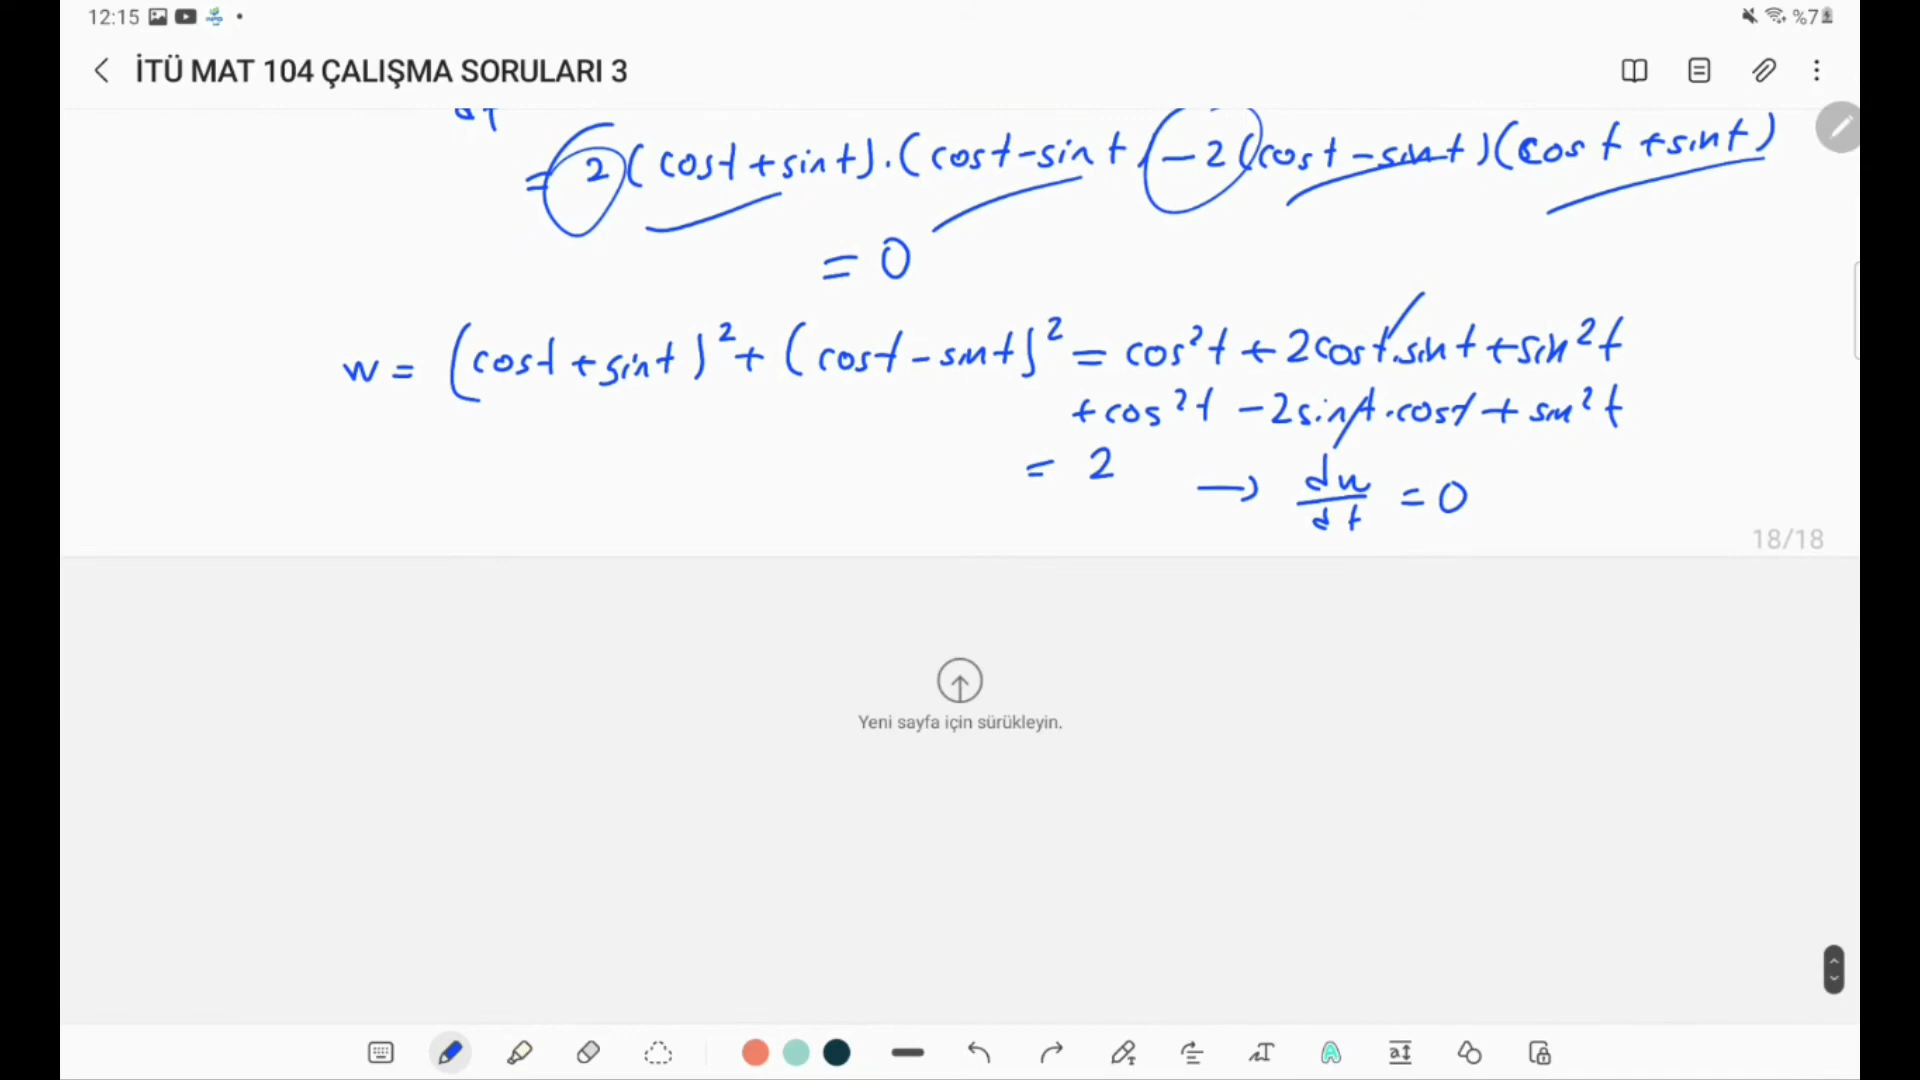 12:15 %7
İTÜ MAT 104 ÇALIŞMA SORULARI 3
= 2(cost+sint).(cost-sint -2(cost-sint)(cost+sint)
= 0
w = (cost+sint)²+(cost-sint)² = cos²t+2cost.sint+sin²t
+cos²t-2sint.cost+sin²t
= 2 → dw/dt = 0
18/18
Yeni sayfa için sürükleyin.